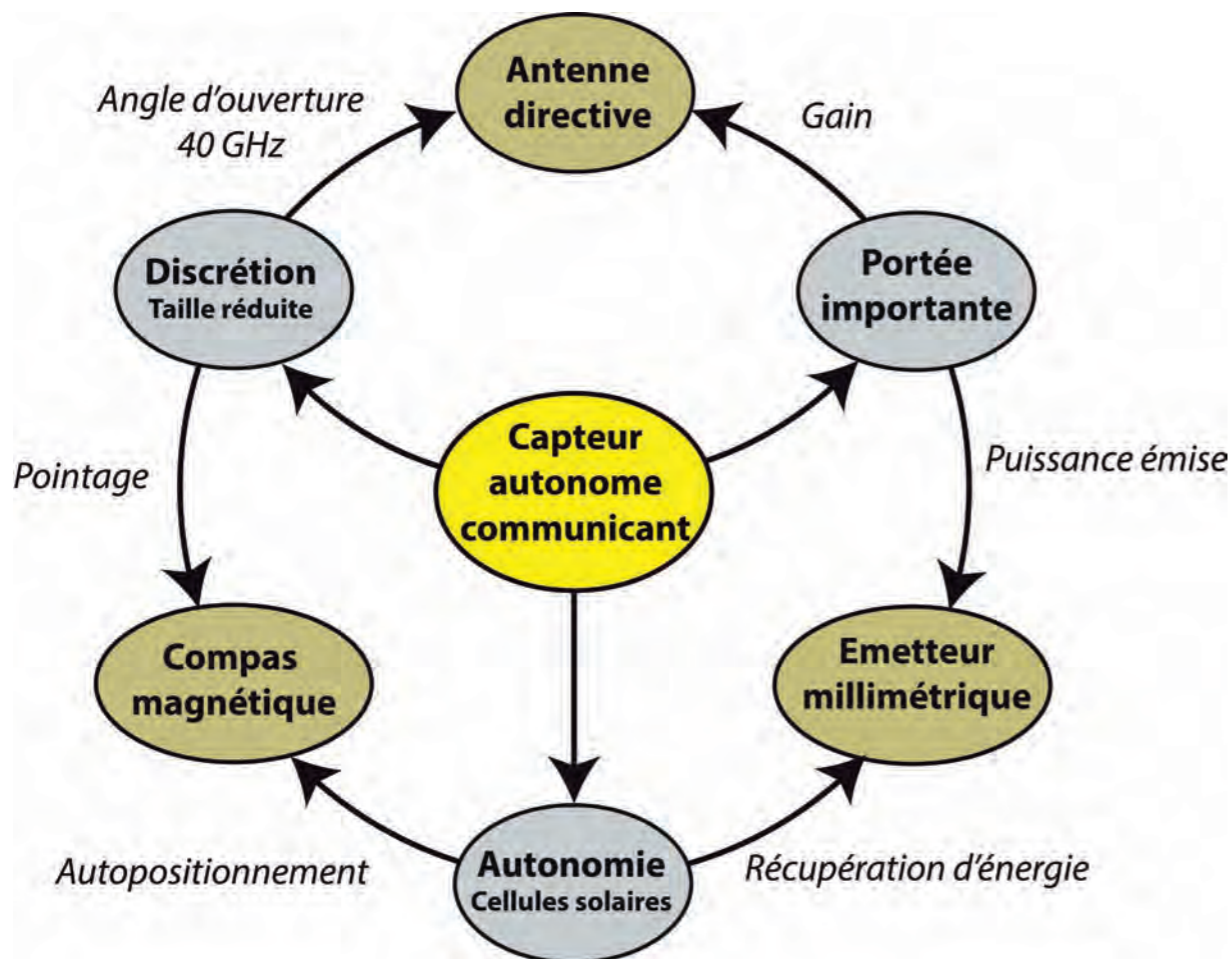 Antenne
directive
Angle d'ouverture
40 GHz
Gain
Discrétion
Taille réduite
Portée
importante
Capteur
autonome
communicant
Pointage
Puissance émise
Compas
magnétique
Emetteur
millimétrique
Autonomie
Cellules solaires
Autopositionnement
Récupération d'énergie